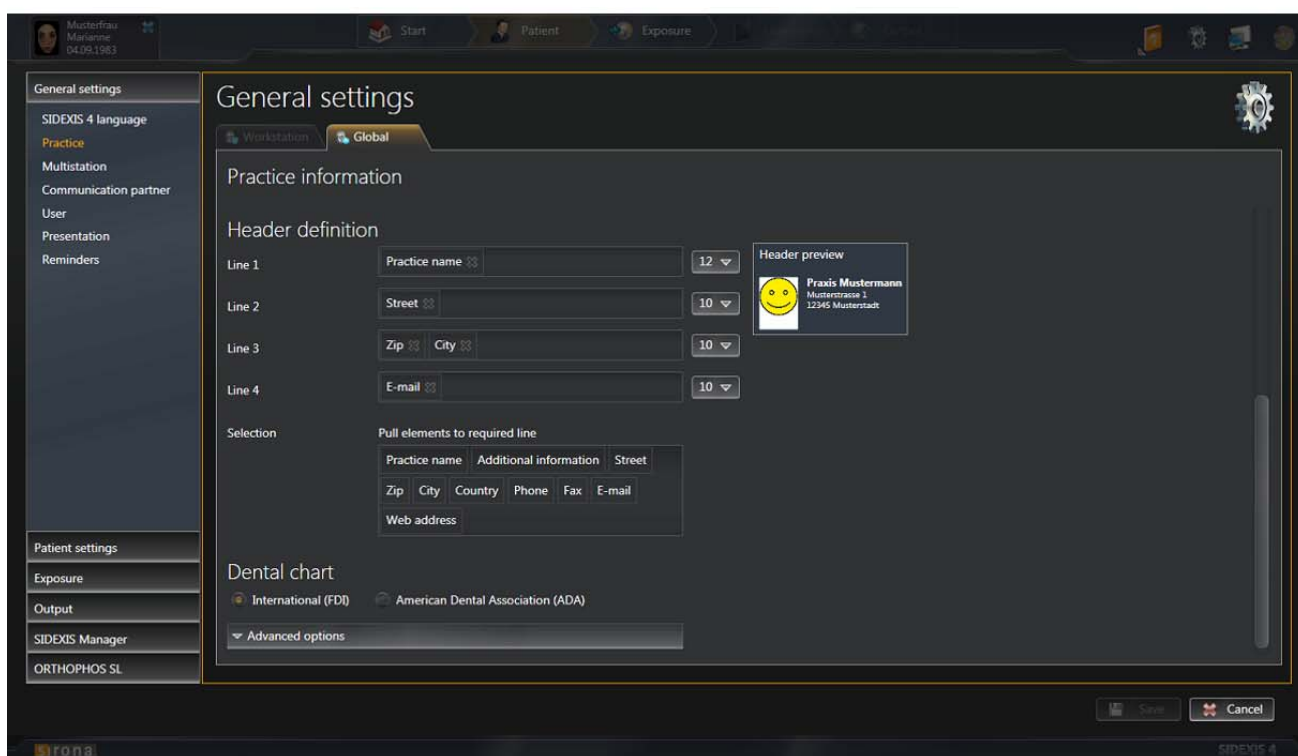 Musterfrau
Marianne
04.09.1983
Start
Patient
Exposure
General settings
SIDEXIS 4 language
Practice
Multistation
Communication partner
User
Presentation
Reminders
Patient settings
Exposure
Output
SIDEXIS Manager
ORTHOPHOS SL
General settings
Workstation
Global
Practice information
Header definition
Line 1
Practice name
12
Line 2
Street
10
Line 3
Zip City
10
Line 4
E-mail
10
Header preview
Praxis Mustermann
Musterstrasse 1
12345 Musterstadt
Selection
Pull elements to required line
Practice name Additional information Street
Zip City Country Phone Fax E-mail
Web address
Dental chart
International (FDI) American Dental Association (ADA)
Advanced options
Save
Cancel
sirona
SIDEXIS 4